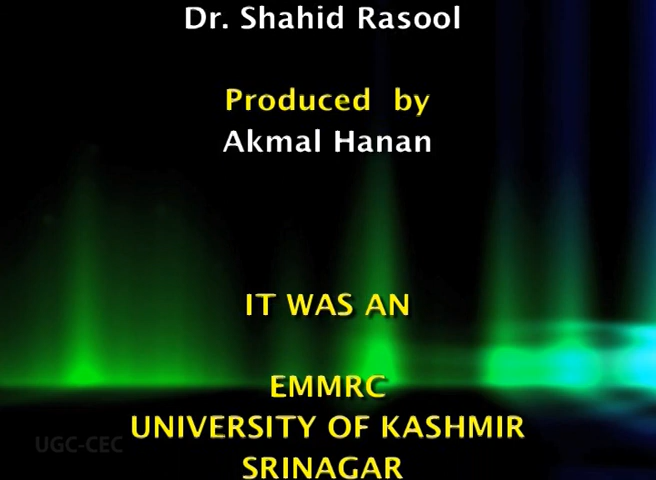 Dr. Shahid Rasool
Produced by
Akmal Hanan
IT WAS AN
EMMRC
UNIVERSITY OF KASHMIR
UGC-CEC
SRINAGAR